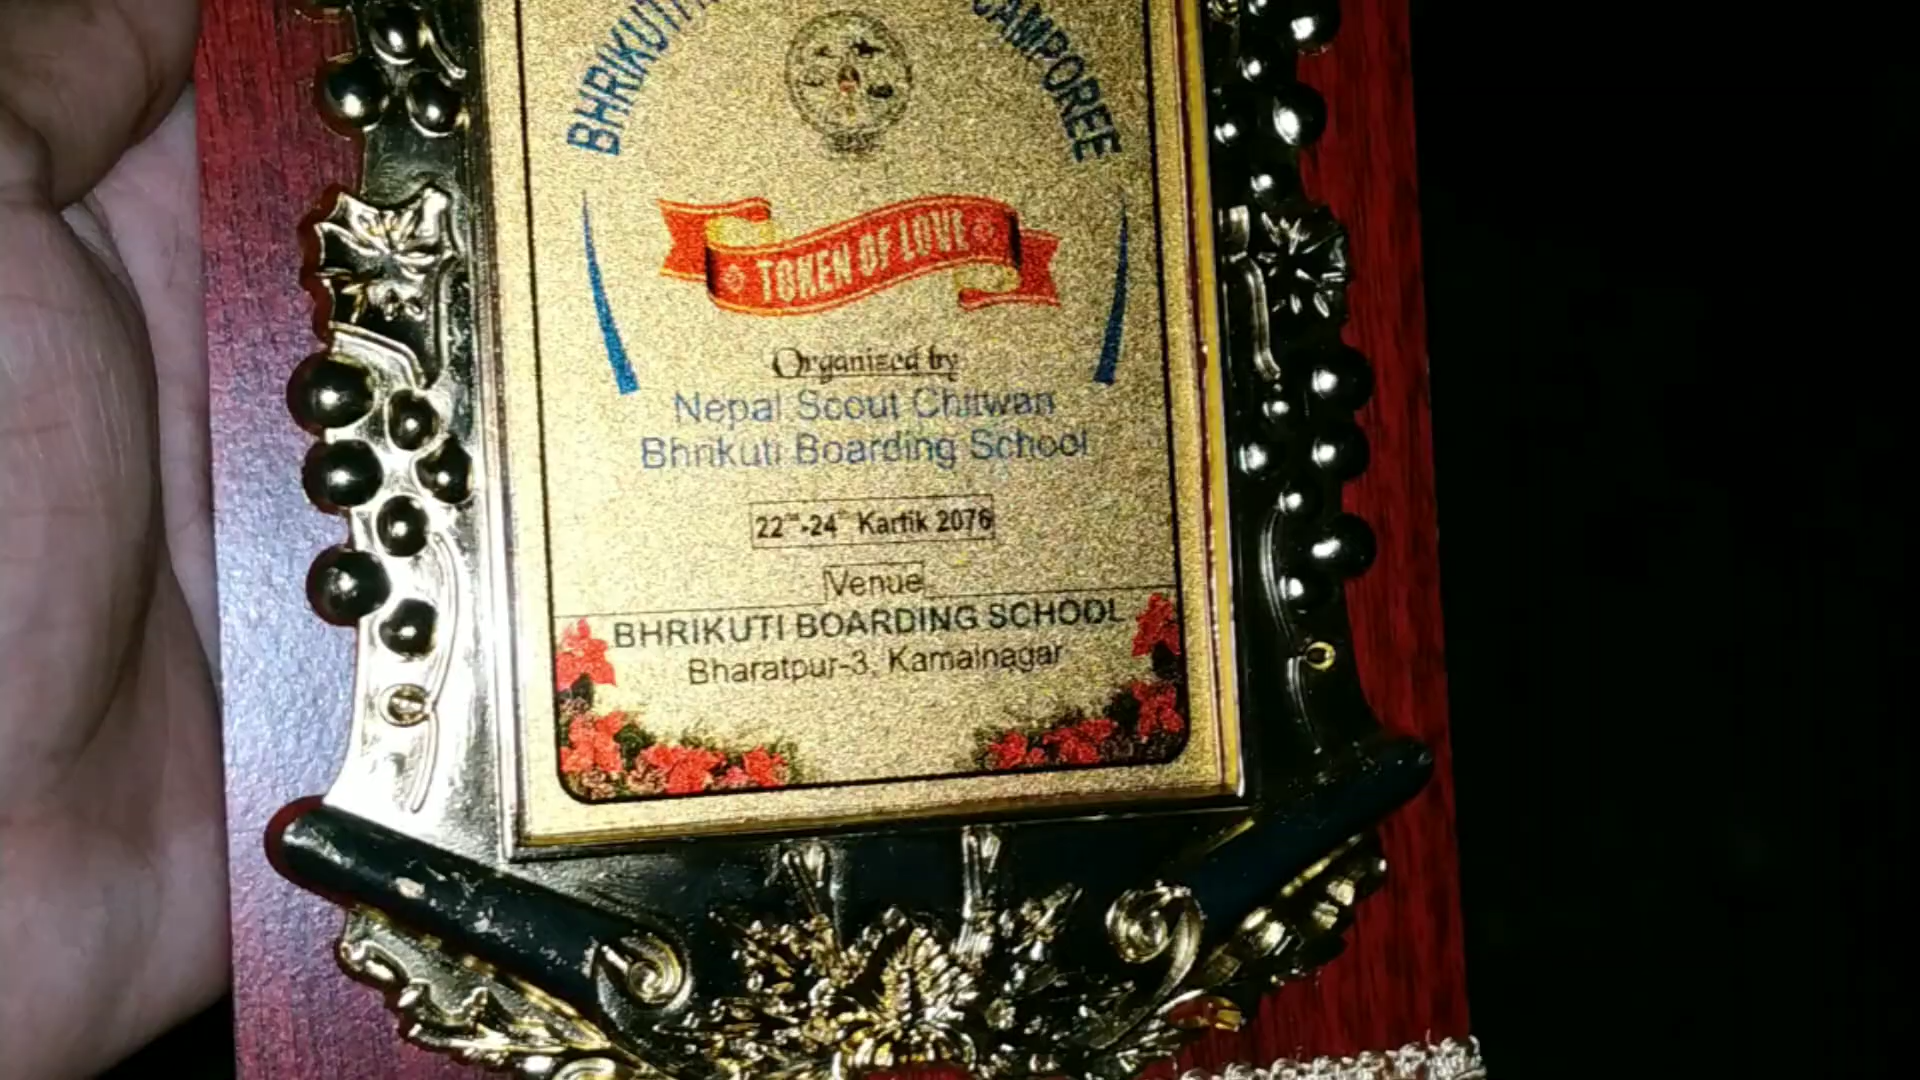 BHRIKUTI
CAMPOREE
TOKEN OF LOVE
Organized by
Nepal Scout Chitwan
Bhrikuti Boarding School
22nd-24th Kartik 2076
Venue
BHRIKUTI BOARDING SCHOOL
Bharatpur-3, Kamalnagar